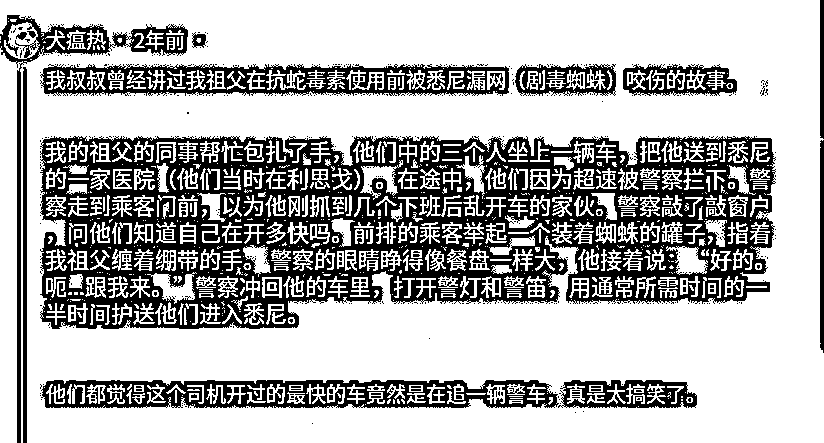 犬瘟热 · 2年前
我叔叔曾经讲过我祖父在抗蛇毒素使用前被悉尼漏网（剧毒蜘蛛）咬伤的故事。
我的祖父的同事帮忙包扎了手，他们中的三个人坐上一辆车，把他送到悉尼
的一家医院（他们当时在利思戈）。在途中，他们因为超速被警察拦下。警
察走到乘客门前，以为他刚抓到几个下班后乱开车的家伙。警察敲了敲窗户
，问他们知道自己在开多快吗。前排的乘客举起一个装着蜘蛛的罐子，指着
我祖父缠着绷带的手。警察的眼睛睁得像餐盘一样大，他接着说：“好的。
呃...跟我来。”警察冲回他的车里，打开警灯和警笛，用通常所需时间的一
半时间护送他们进入悉尼。
他们都觉得这个司机开过的最快的车竟然是在追一辆警车，真是太搞笑了。